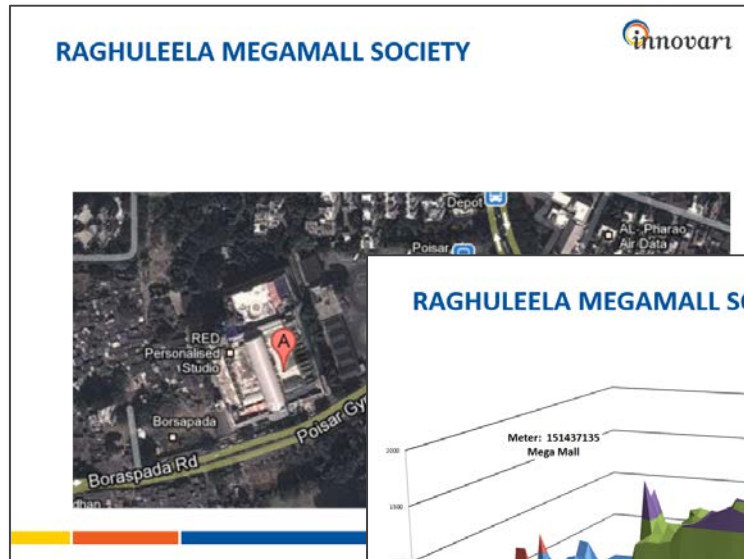 RAGHULEELA MEGAMALL SOCIETY
innovari
Depot
AL- Pharao
Air Data
Poisar
RED
Personalised
Studio
A
Borsapada
Boraspada Rd
Poisar Gy
dhan
RAGHULEELA MEGAMALL
Meter: 151437135
Mega Mall
2000
1500